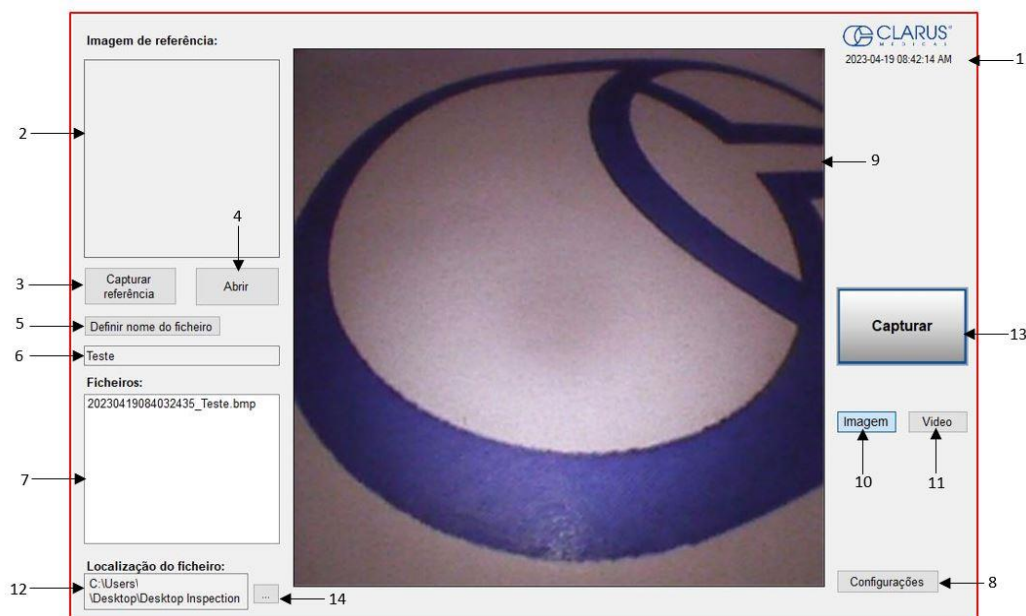 Imagem de referência:
CLARUS®
MEDICAL
2023-04-19 08:42:14 AM
1
2
9
4
3
Capturar
referência
Abrir
5
Definir nome do ficheiro
6
Teste
Capturar
13
Ficheiros:
20230419084032435_Teste.bmp
7
Imagem
Video
10
11
Localização do ficheiro:
12
C:\Users\
\Desktop\Desktop Inspection
...
14
Configurações
8